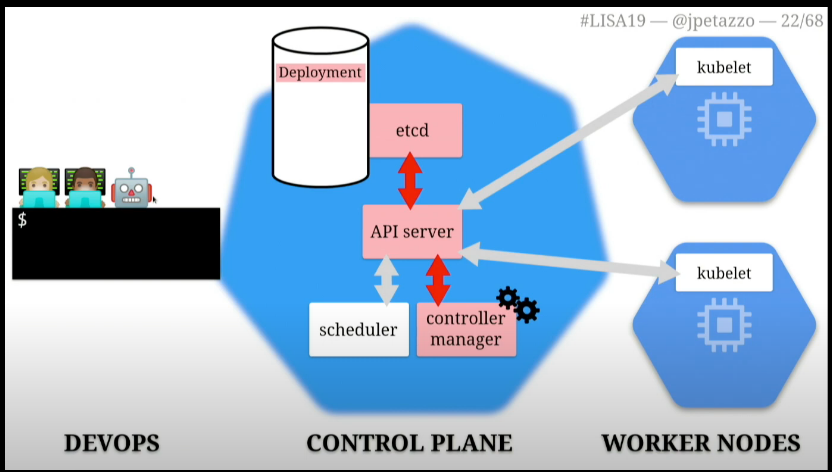 #LISA19 — @jpetazzo — 22/68
Deployment
etcd
API server
scheduler
controller
manager
kubelet
kubelet
$
DEVOPS
CONTROL PLANE
WORKER NODES